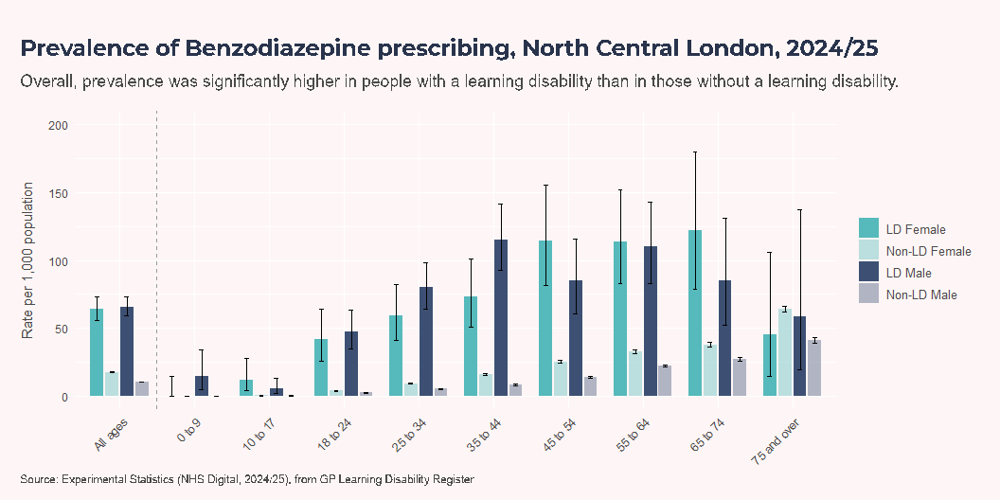 Prevalence of Benzodiazepine prescribing, North Central London, 2024/25
Overall, prevalence was significantly higher in people with a learning disability than in those without a learning disability.
Rate per 1,000 population
200
150
100
50
0
All ages
0 to 9
10 to 17
18 to 24
25 to 34
35 to 44
45 to 54
55 to 64
65 to 74
75 and over
LD Female
Non-LD Female
LD Male
Non-LD Male
Source: Experimental Statistics (NHS Digital, 2024/25), from GP Learning Disability Register